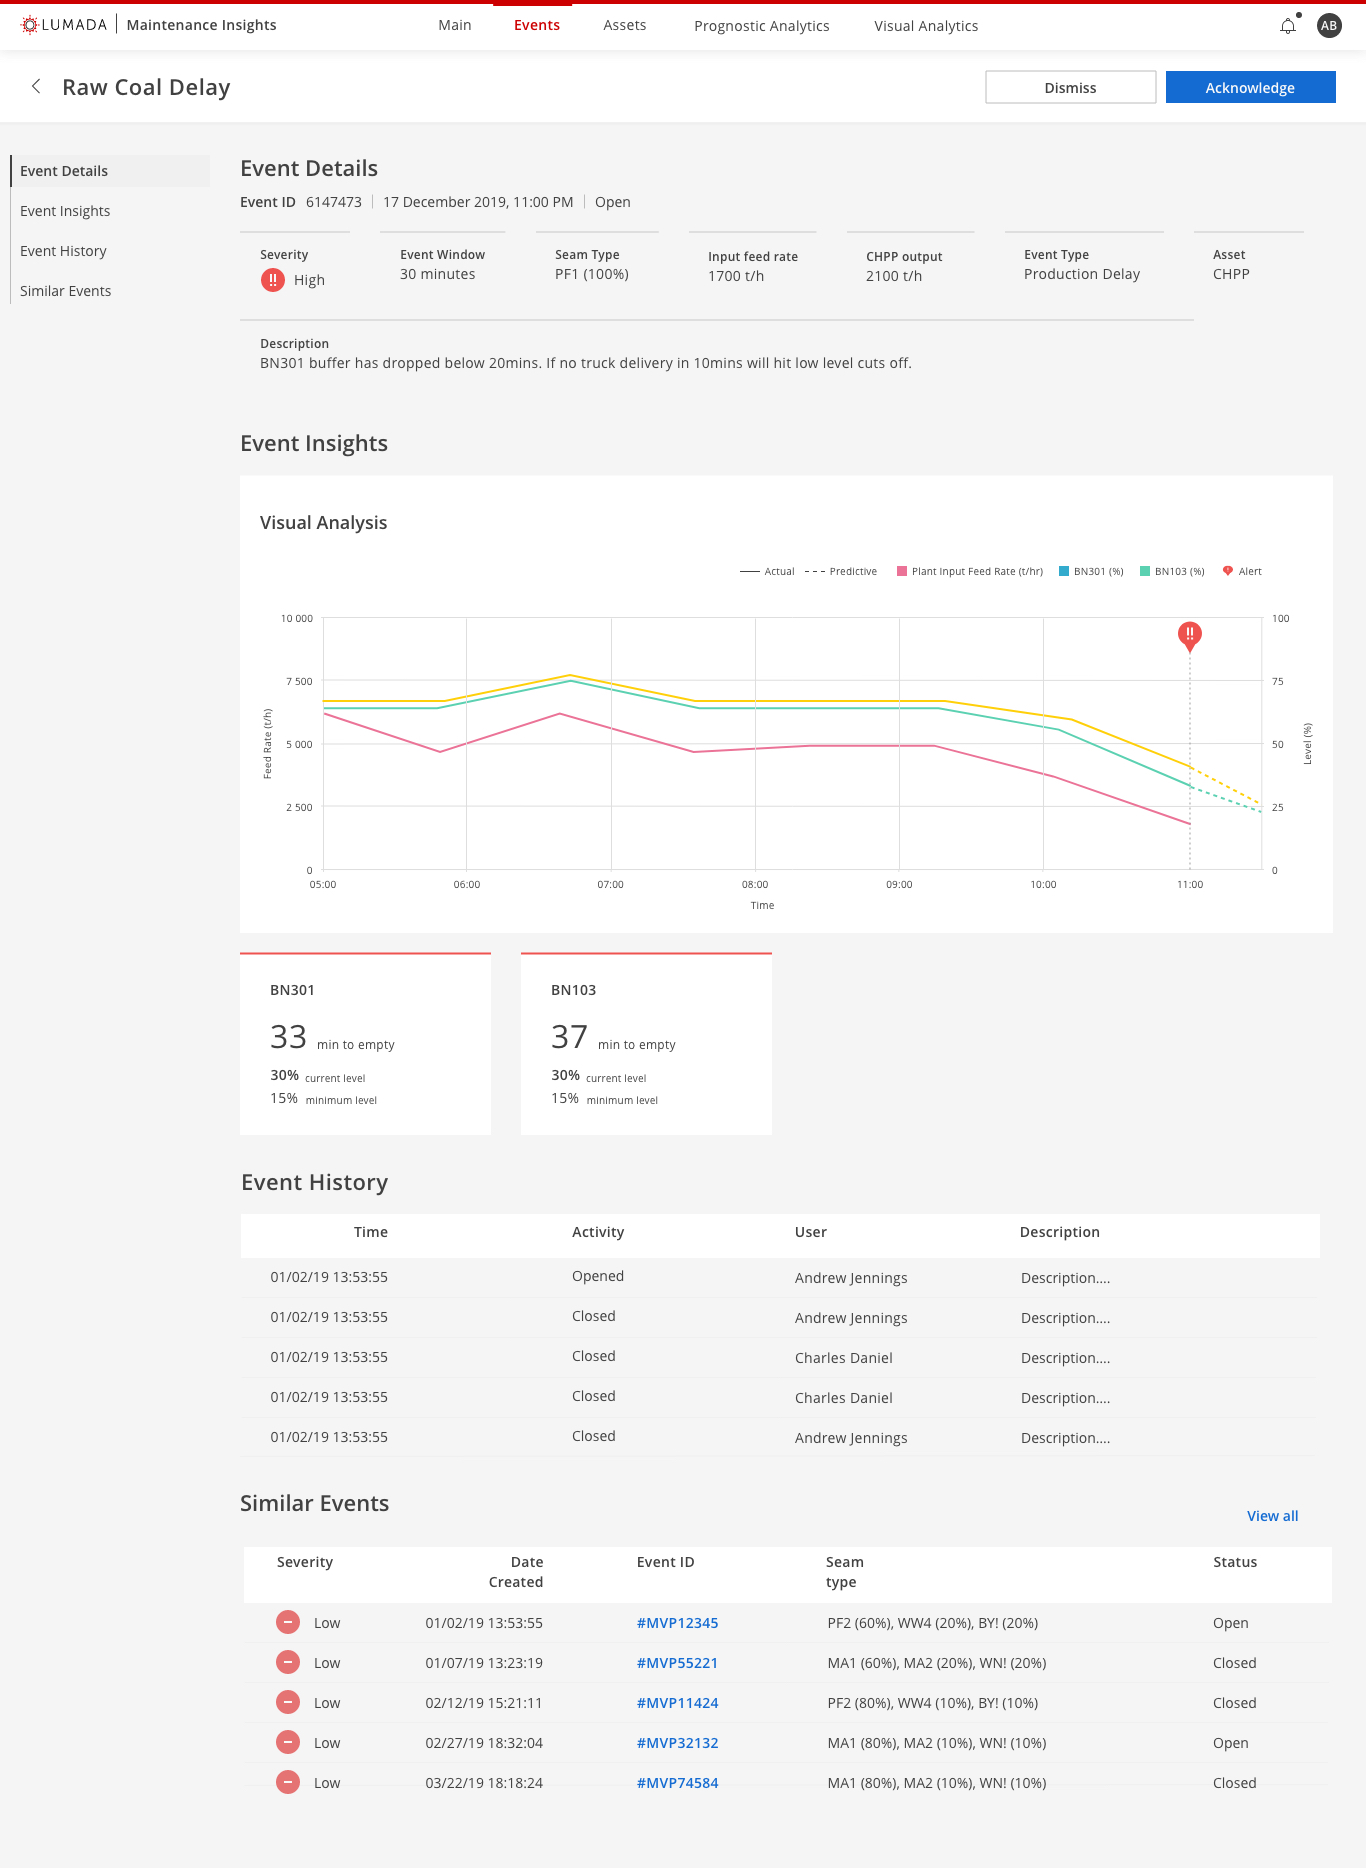 LUMADA | Maintenance Insights Main Events Assets Prognostic Analytics Visual Analytics AB
Raw Coal Delay Dismiss Acknowledge
Event Details
Event Insights
Event History
Similar Events
Event Details
Event ID 6147473 17 December 2019, 11:00 PM Open
Severity Event Window Seam Type Input feed rate CHPP output Event Type Asset
!! High 30 minutes PF1 (100%) 1700 t/h 2100 t/h Production Delay CHPP
Description
BN301 buffer has dropped below 20mins. If no truck delivery in 10mins will hit low level cuts off.
Event Insights
Visual Analysis
Actual Predictive Plant Input Feed Rate (t/hr) BN301 (%) BN103 (%) Alert
10 000 100
!!
7 500 75
Feed Rate (t/h)
5 000 50
Level (%)
2 500 25
0 0
05:00 06:00 07:00 08:00 09:00 10:00 11:00
Time
BN301 BN103
33 min to empty 37 min to empty
30% current level 30% current level
15% minimum level 15% minimum level
Event History
Time Activity User Description
01/02/19 13:53:55 Opened Andrew Jennings Description....
01/02/19 13:53:55 Closed Andrew Jennings Description....
01/02/19 13:53:55 Closed Charles Daniel Description....
01/02/19 13:53:55 Closed Charles Daniel Description....
01/02/19 13:53:55 Closed Andrew Jennings Description....
Similar Events
View all
Severity Date Event ID Seam Status
Created type
Low 01/02/19 13:53:55 #MVP12345 PF2 (60%), WW4 (20%), BY! (20%) Open
Low 01/07/19 13:23:19 #MVP55221 MA1 (60%), MA2 (20%), WN! (20%) Closed
Low 02/12/19 15:21:11 #MVP11424 PF2 (80%), WW4 (10%), BY! (10%) Closed
Low 02/27/19 18:32:04 #MVP32132 MA1 (80%), MA2 (10%), WN! (10%) Open
Low 03/22/19 18:18:24 #MVP74584 MA1 (80%), MA2 (10%), WN! (10%) Closed